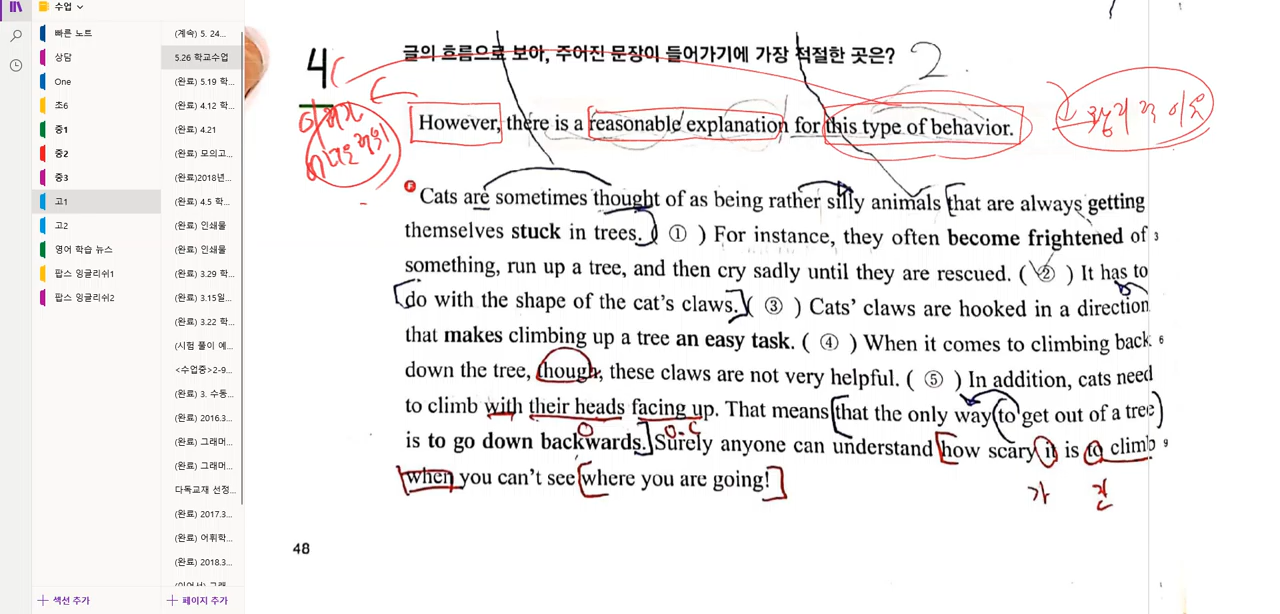 수업
빠른 노트
상담
One
초6
중1
중2
중3
고1
고2
영어 학습 뉴스
팝스 잉글리쉬1
팝스 잉글리쉬2
섹션 추가
(계속) 5. 24...
5.26 학교수업
(완료) 5.19 학...
(완료) 4.12 학...
(완료) 4.21
(완료) 모의고...
(완료)2018년...
(완료) 4.5 학...
(완료) 인쇄물
(완료) 인쇄물
(완료) 3.29 학...
(완료) 3.15일...
(완료) 3.22 학...
(시험 풀이 예...
<수업중>2-9...
(완료) 3. 수동...
(완료) 2016.3...
(완료) 그래머...
(완료) 그래머...
다독교재 선정...
(완료) 2017.3...
(완료) 어휘학...
(완료) 2018.3...
페이지 추가
4
글의 흐름으로 보아, 주어진 문장이 들어가기에 가장 적절한 곳은?
2
However, there is a reasonable explanation for this type of behavior.
Cats are sometimes thought of as being rather silly animals that are always getting
themselves stuck in trees. ( ① ) For instance, they often become frightened of 3
something, run up a tree, and then cry sadly until they are rescued. ( ② ) It has to
do with the shape of the cat's claws. ( ③ ) Cats' claws are hooked in a direction
that makes climbing up a tree an easy task. ( ④ ) When it comes to climbing back 6
down the tree, though, these claws are not very helpful. ( ⑤ ) In addition, cats need
to climb with their heads facing up. That means that the only way to get out of a tree
O O.C
is to go down backwards. Surely anyone can understand how scary it is to climb 9
when you can't see where you are going!
가 진
48